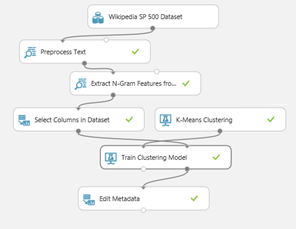 Wikipedia SP 500 Dataset
Preprocess Text
Extract N-Gram Features fro...
Select Columns in Dataset
K-Means Clustering
Train Clustering Model
Edit Metadata